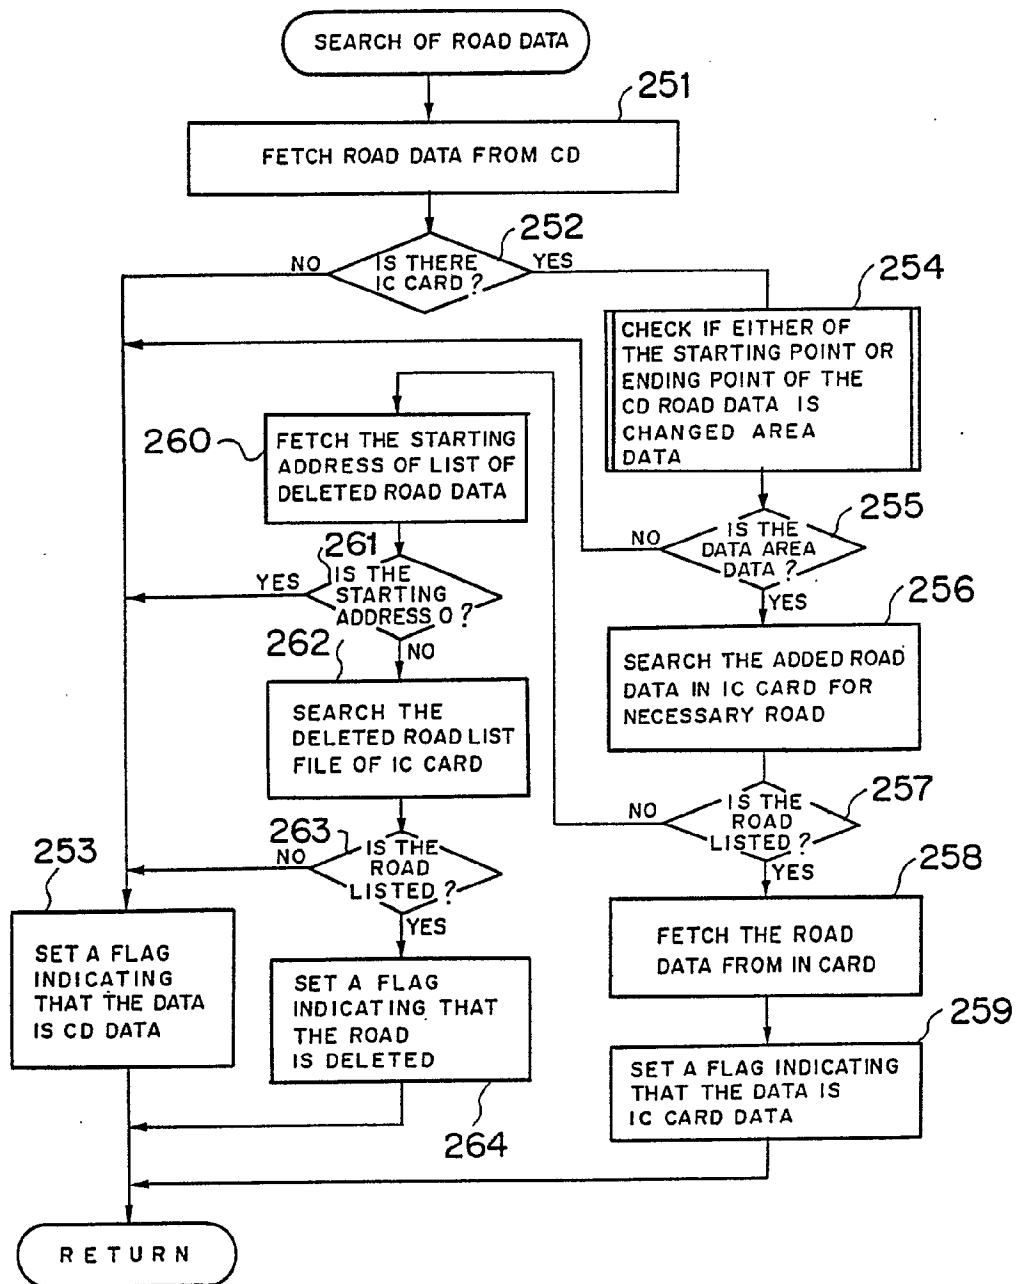 SEARCH OF ROAD DATA
251
FETCH ROAD DATA FROM CD
252
IS THERE
IC CARD?
NO
YES
254
CHECK IF EITHER OF
THE STARTING POINT OR
ENDING POINT OF THE
CD ROAD DATA IS
CHANGED AREA
DATA
260
FETCH THE STARTING
ADDRESS OF LIST OF
DELETED ROAD DATA
255
IS THE
DATA AREA
DATA?
NO
YES
261
IS THE
STARTING
ADDRESS 0?
YES
NO
256
SEARCH THE ADDED ROAD
DATA IN IC CARD FOR
NECESSARY ROAD
262
SEARCH THE
DELETED ROAD LIST
FILE OF IC CARD
257
IS THE
ROAD
LISTED?
NO
YES
263
IS THE
ROAD
LISTED?
NO
YES
253
SET A FLAG
INDICATING
THAT THE DATA
IS CD DATA
258
FETCH THE ROAD
DATA FROM IN CARD
SET A FLAG
INDICATING THAT
THE ROAD
IS DELETED
264
259
SET A FLAG INDICATING
THAT THE DATA IS
IC CARD DATA
RETURN